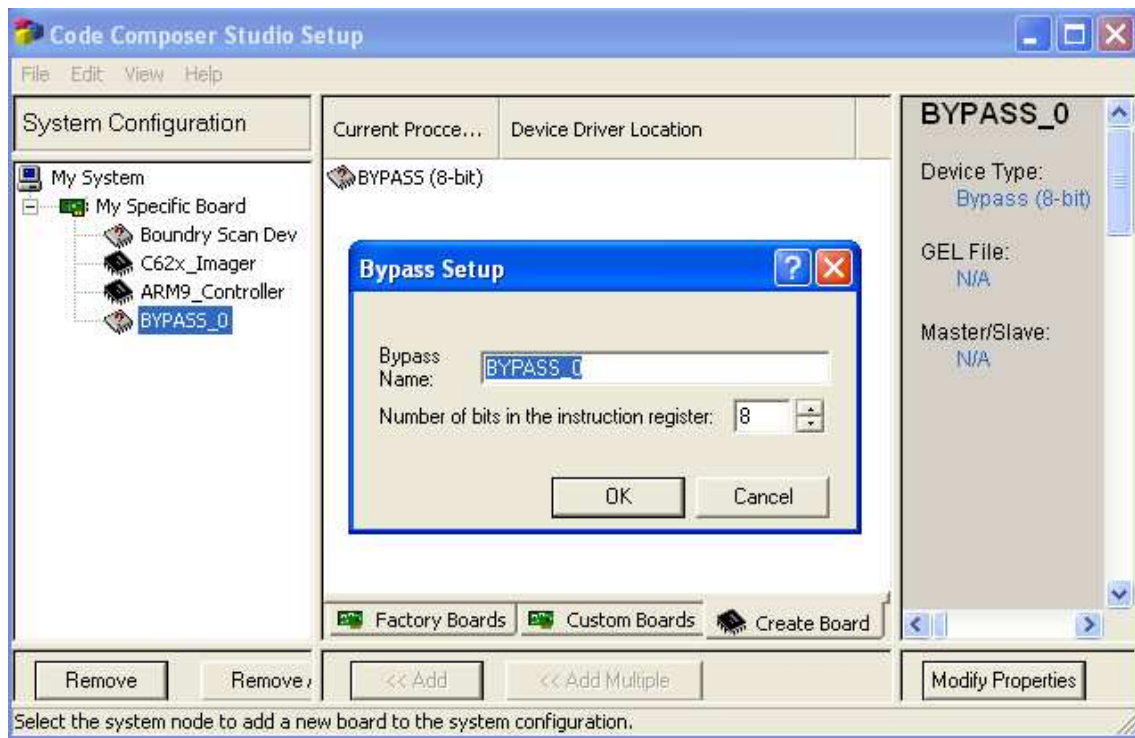 Code Composer Studio Setup
File Edit View Help
System Configuration
My System
My Specific Board
Boundry Scan Dev
C62x_Imager
ARM9_Controller
BYPASS_0
Current Procce... Device Driver Location
BYPASS (8-bit)
Bypass Setup
Bypass
Name:
BYPASS_0
Number of bits in the instruction register: 8
OK Cancel
Factory Boards Custom Boards Create Board
BYPASS_0
Device Type:
Bypass (8-bit)
GEL File:
N/A
Master/Slave:
N/A
Remove Remove
<< Add << Add Multiple
Modify Properties
Select the system node to add a new board to the system configuration.